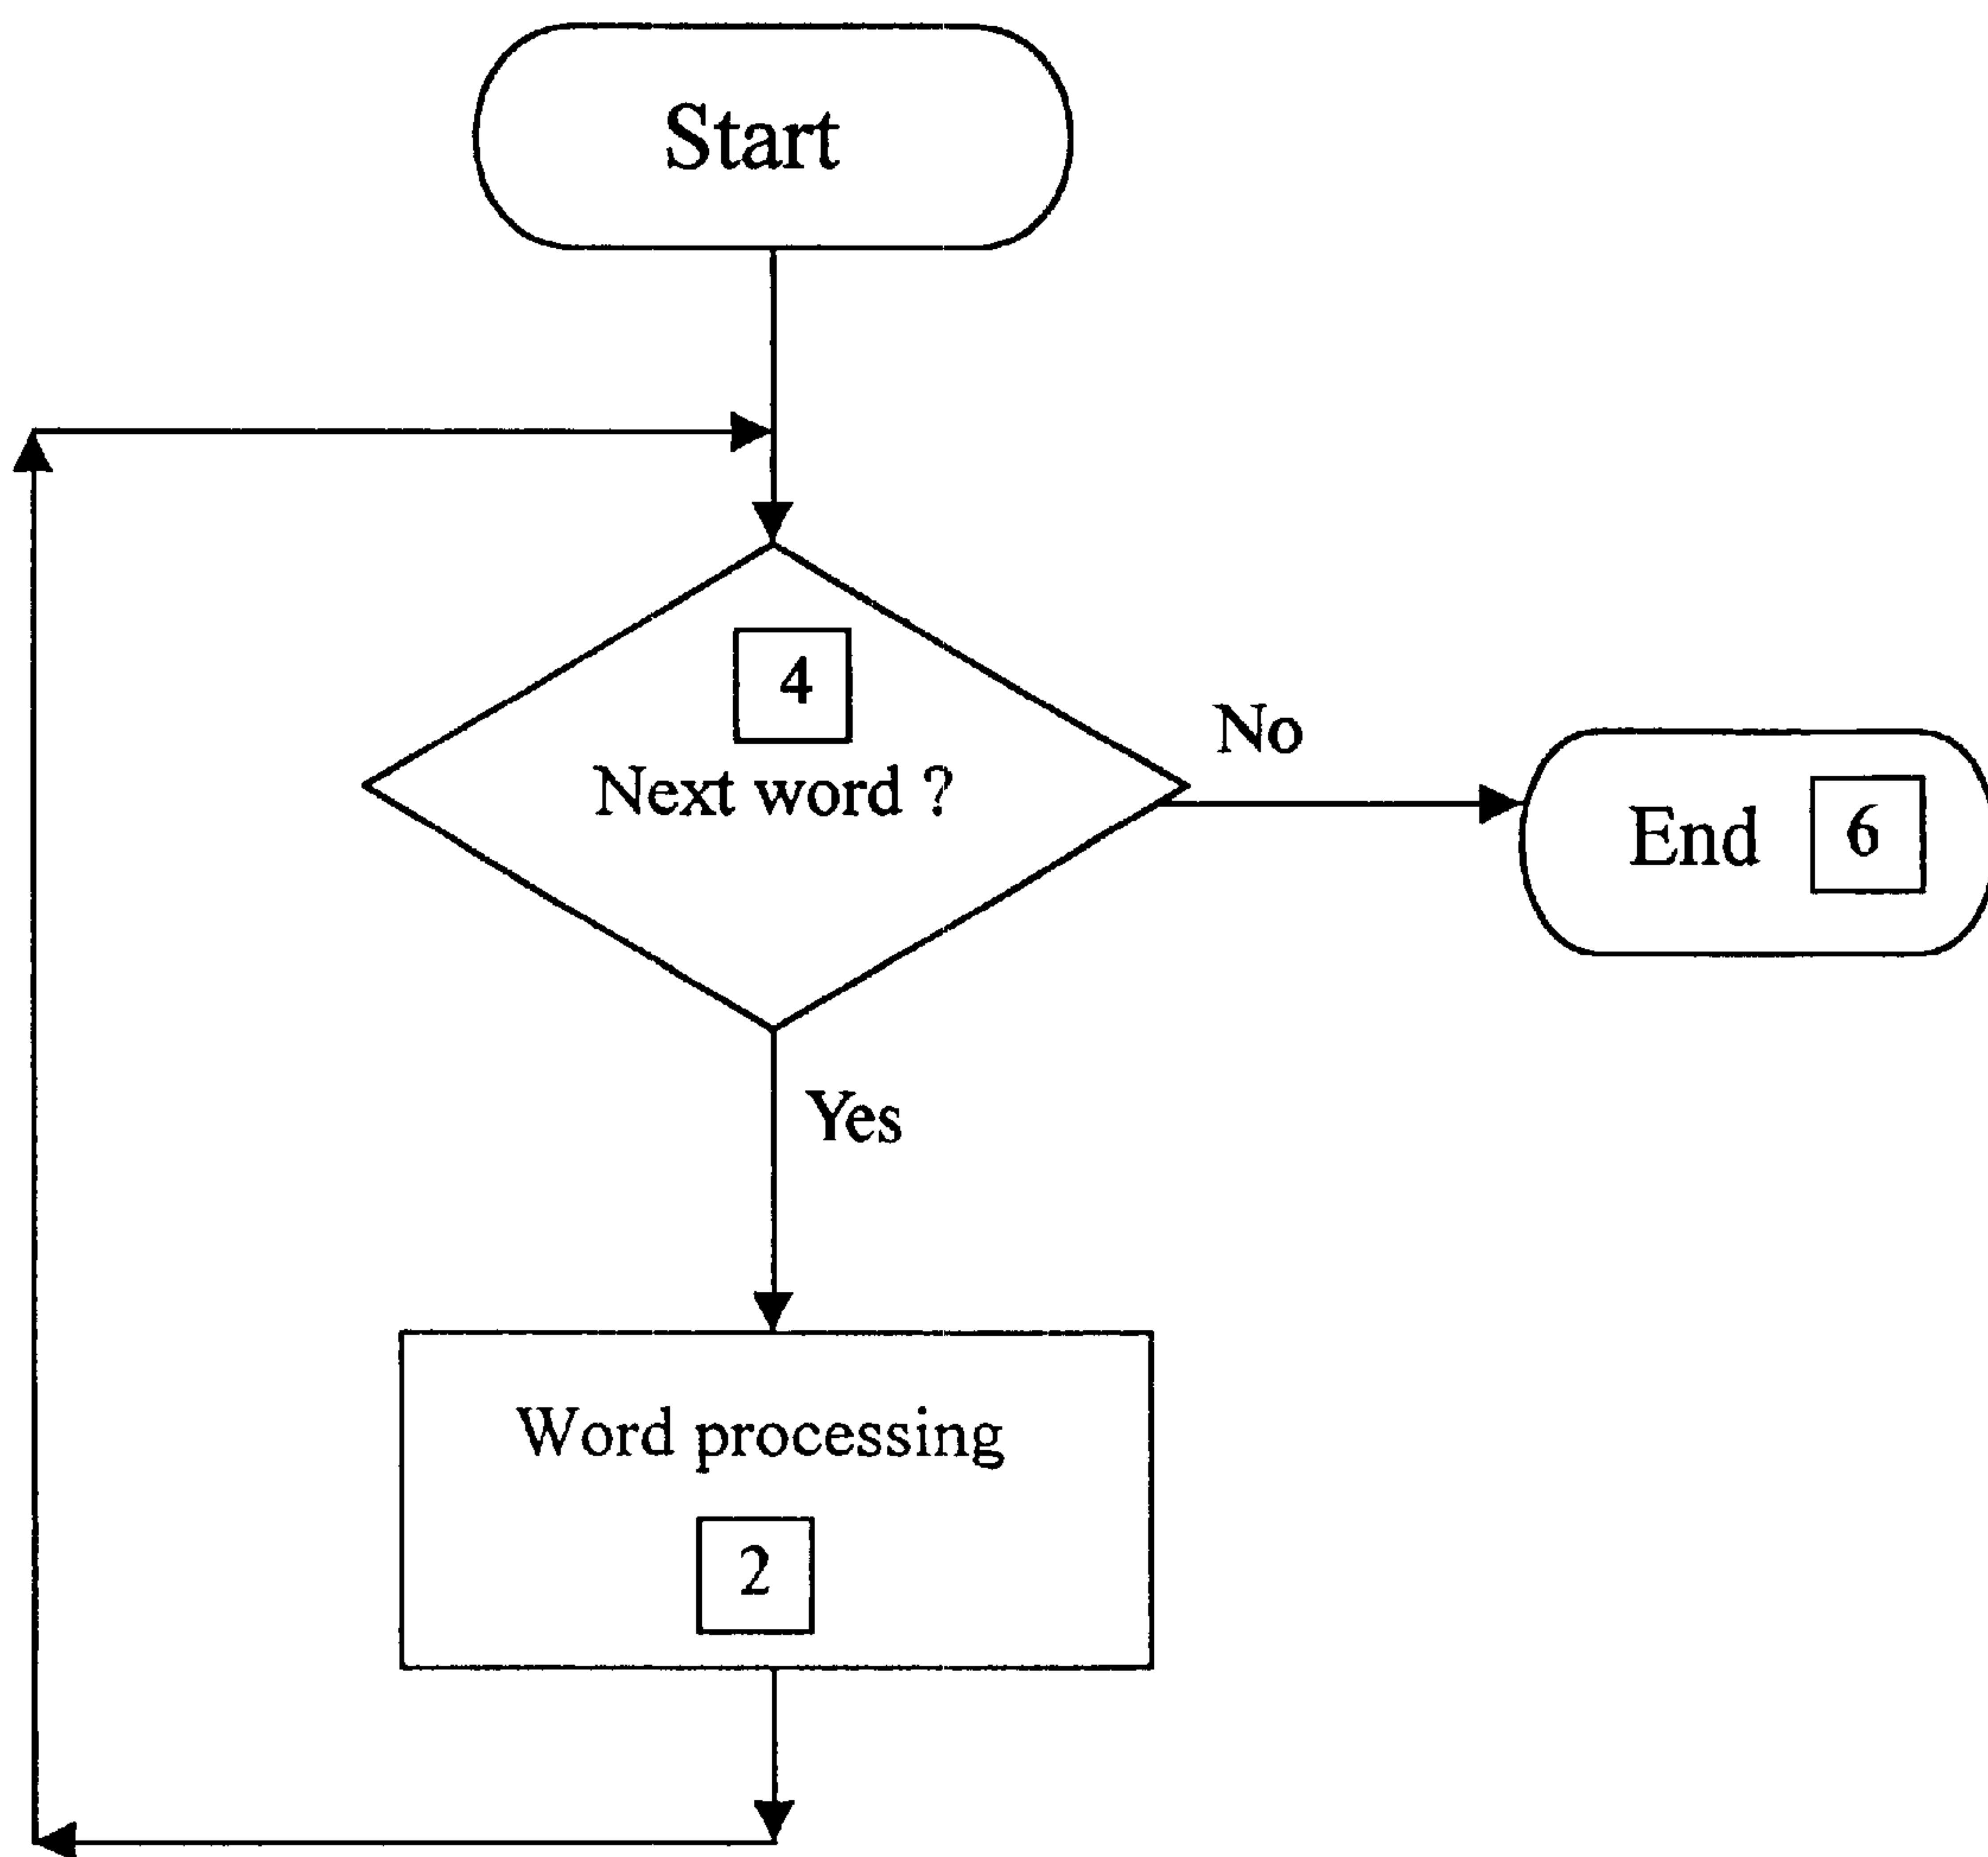 Start
4
Next word ?
No
End 6
Yes
Word processing
2